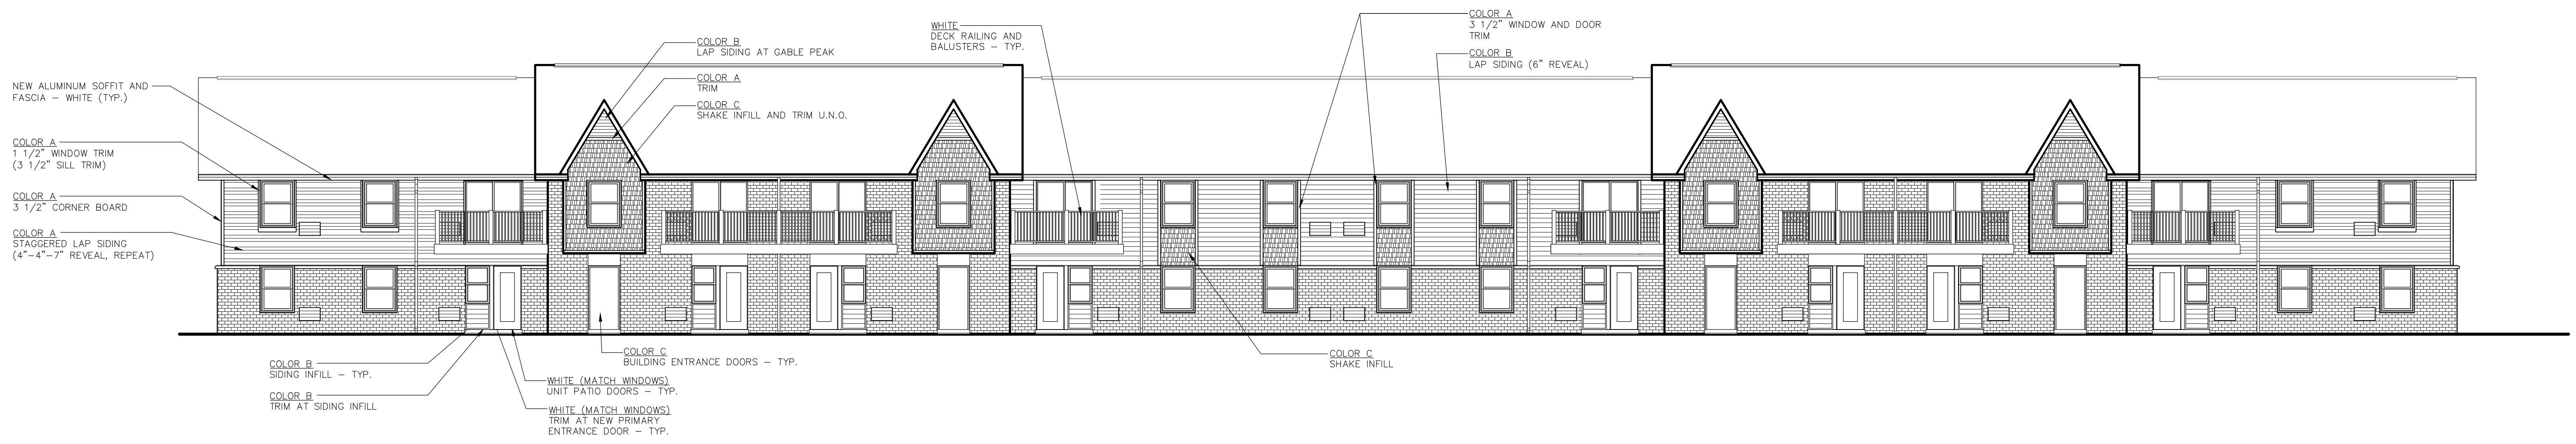 NEW ALUMINUM SOFFIT AND
FASCIA – WHITE (TYP.)
COLOR A
1 1/2" WINDOW TRIM
(3 1/2" SILL TRIM)
COLOR A
3 1/2" CORNER BOARD
COLOR A
STAGGERED LAP SIDING
(4"–4"–7" REVEAL, REPEAT)
COLOR B
LAP SIDING AT GABLE PEAK
COLOR A
TRIM
COLOR C
SHAKE INFILL AND TRIM U.N.O.
WHITE
DECK RAILING AND
BALUSTERS – TYP.
COLOR A
3 1/2" WINDOW AND DOOR
TRIM
COLOR B
LAP SIDING (6" REVEAL)
COLOR B
SIDING INFILL – TYP.
COLOR B
TRIM AT SIDING INFILL
COLOR C
BUILDING ENTRANCE DOORS – TYP.
WHITE (MATCH WINDOWS)
UNIT PATIO DOORS – TYP.
WHITE (MATCH WINDOWS)
TRIM AT NEW PRIMARY
ENTRANCE DOOR – TYP.
COLOR C
SHAKE INFILL